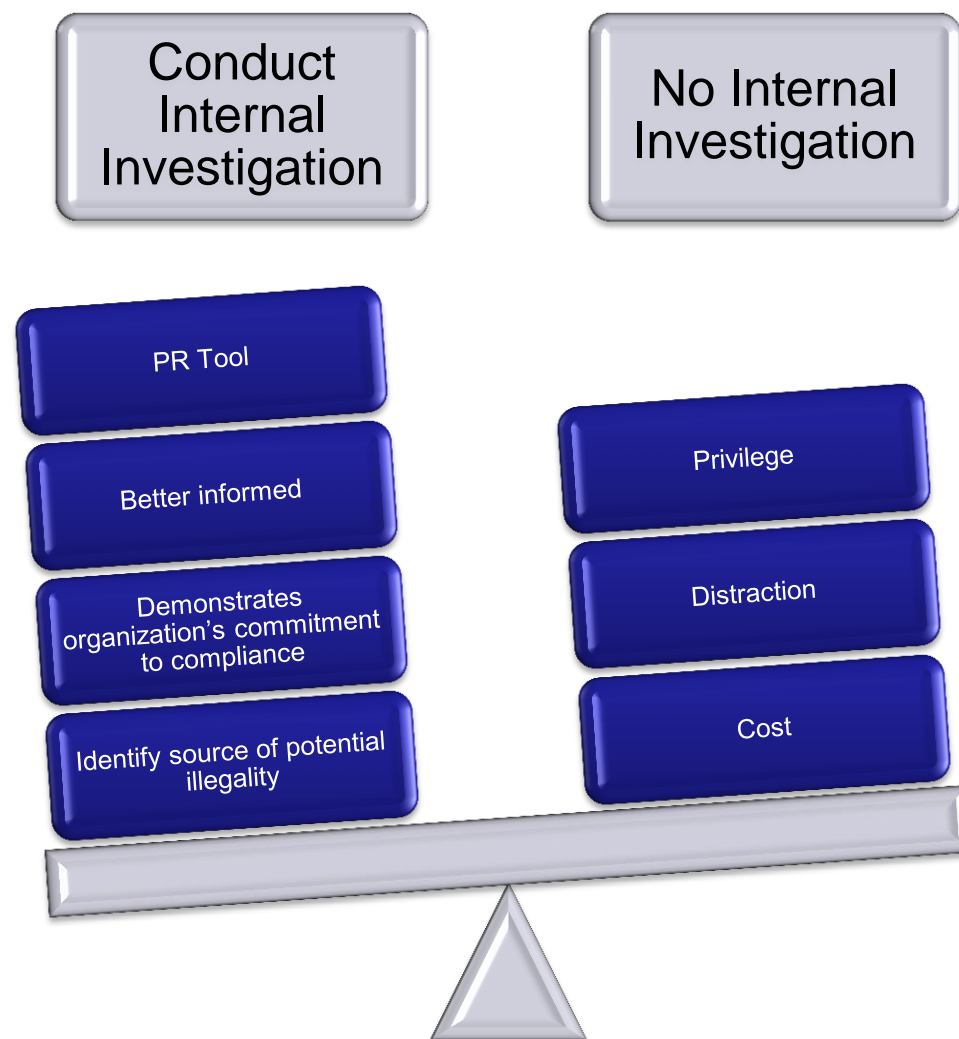 Conduct
Internal
Investigation
No Internal
Investigation
PR Tool
Better informed
Demonstrates
organization’s commitment
to compliance
Identify source of potential
illegality
Privilege
Distraction
Cost